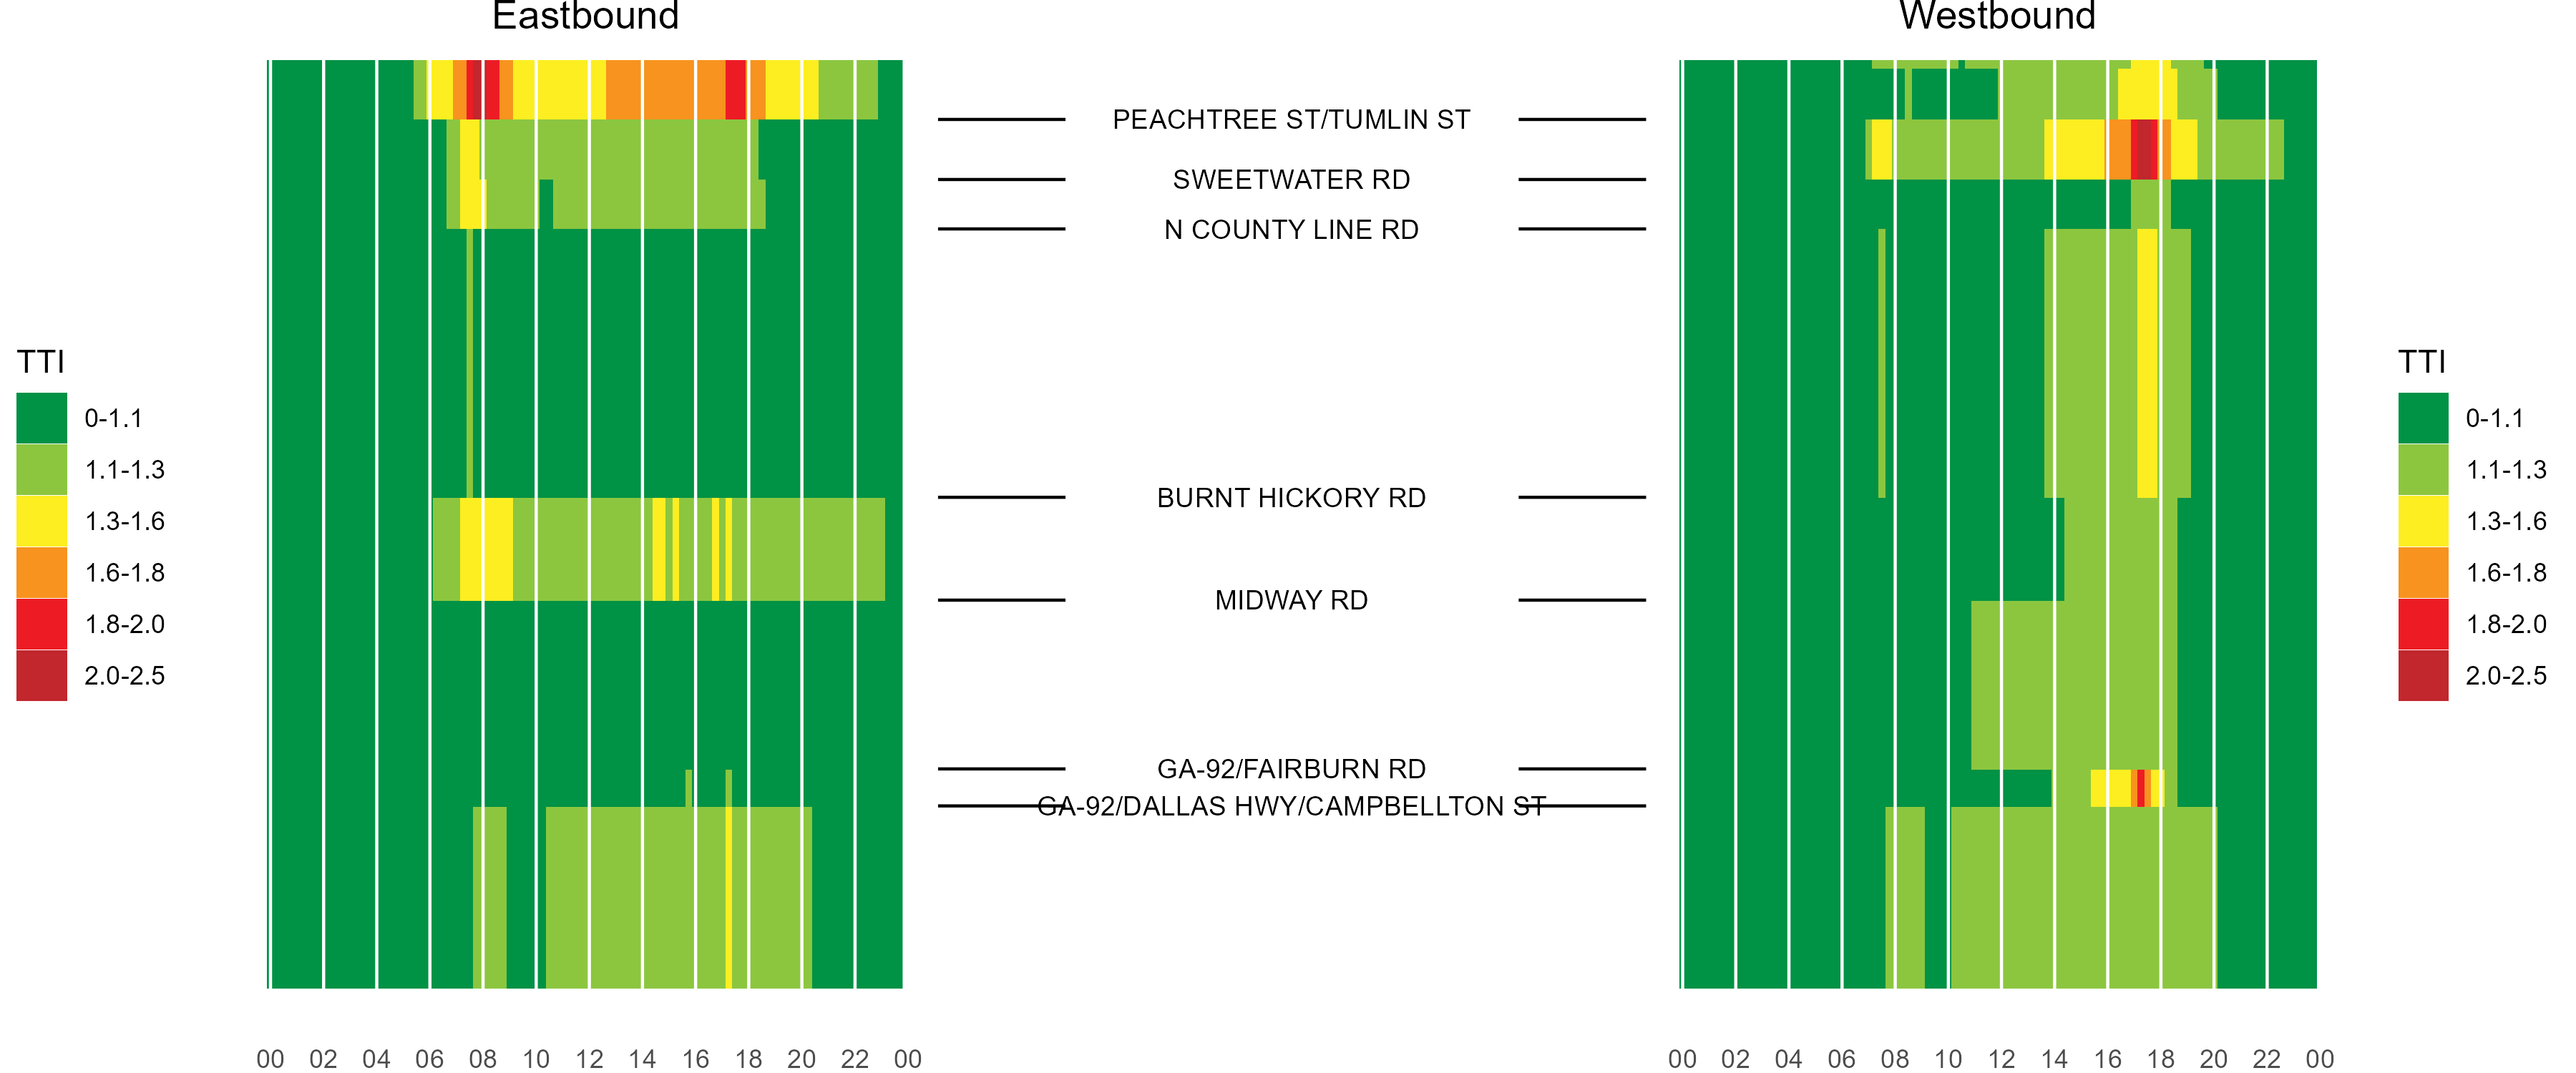 Eastbound
Westbound
PEACHTREE ST/TUMLIN ST
SWEETWATER RD
N COUNTY LINE RD
BURNT HICKORY RD
MIDWAY RD
GA-92/FAIRBURN RD
GA-92/DALLAS HWY/CAMPBELLTON ST
TTI
0-1.1
1.1-1.3
1.3-1.6
1.6-1.8
1.8-2.0
2.0-2.5
TTI
0-1.1
1.1-1.3
1.3-1.6
1.6-1.8
1.8-2.0
2.0-2.5
00 02 04 06 08 10 12 14 16 18 20 22 00
00 02 04 06 08 10 12 14 16 18 20 22 00